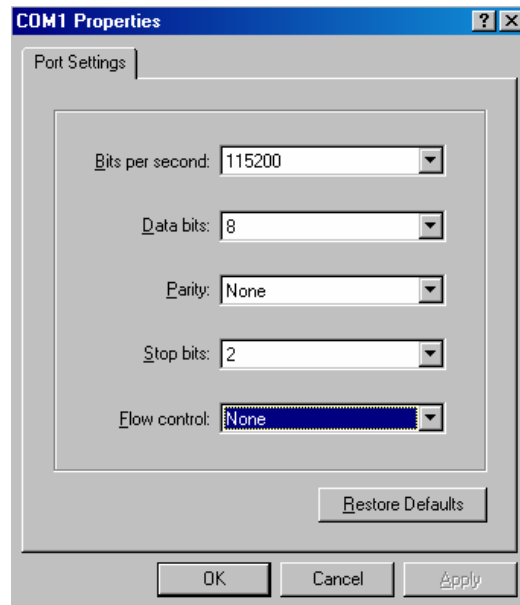 COM1 Properties
Port Settings
Bits per second: 115200
Data bits: 8
Parity: None
Stop bits: 2
Flow control: None
Restore Defaults
OK Cancel Apply